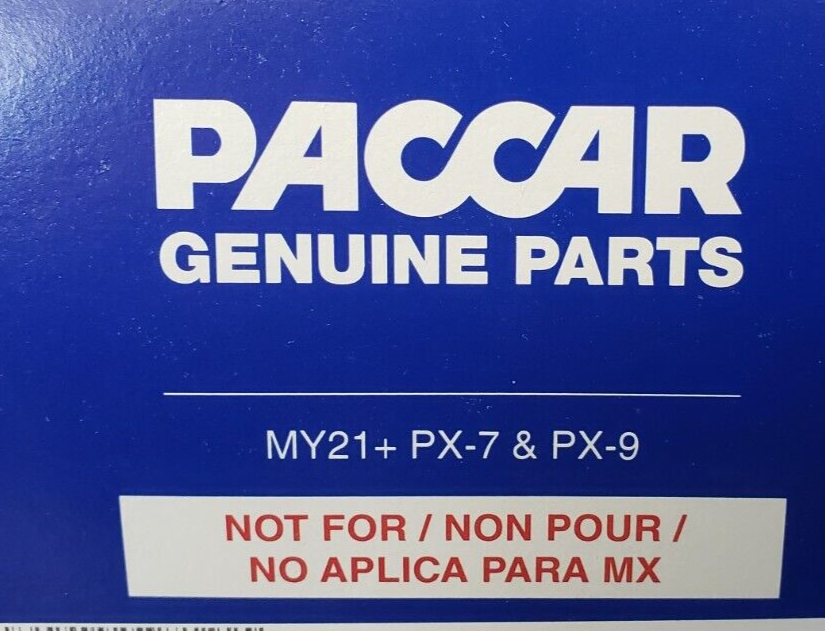 PACCAR
GENUINE PARTS
MY21+ PX-7 & PX-9
NOT FOR / NON POUR /
NO APLICA PARA MX